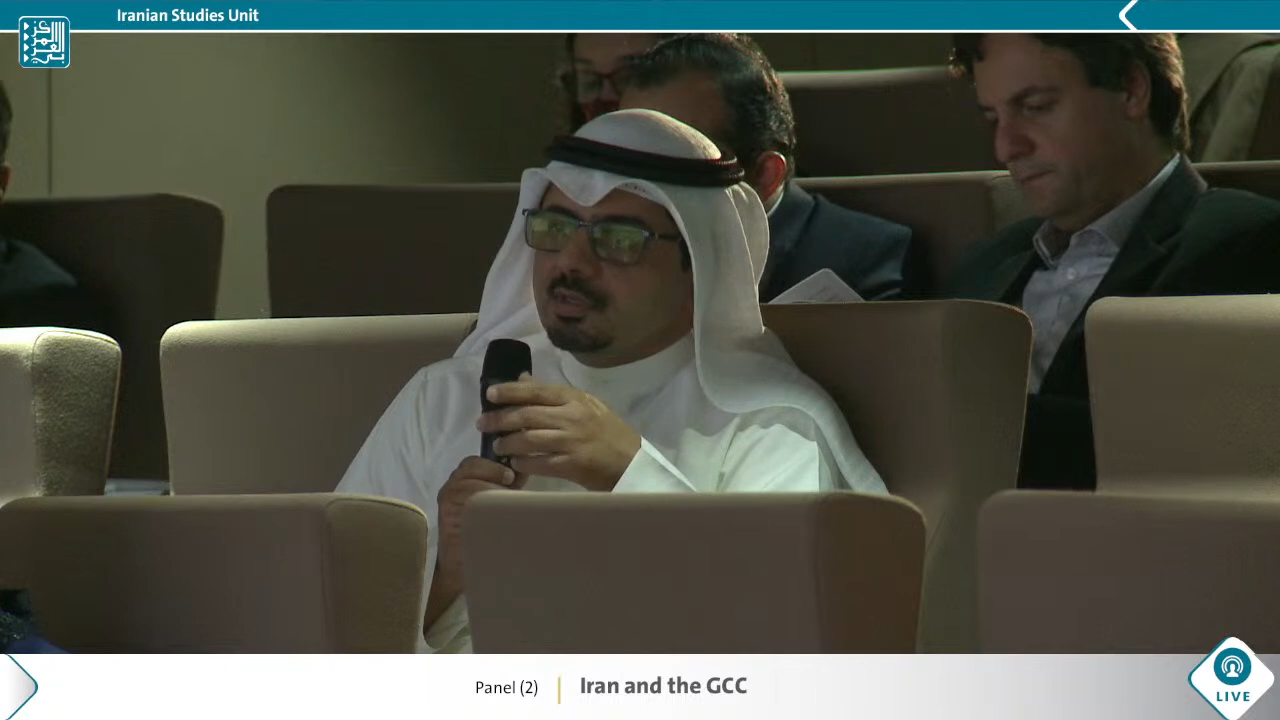 Iranian Studies Unit
Panel (2)
Iran and the GCC
LIVE